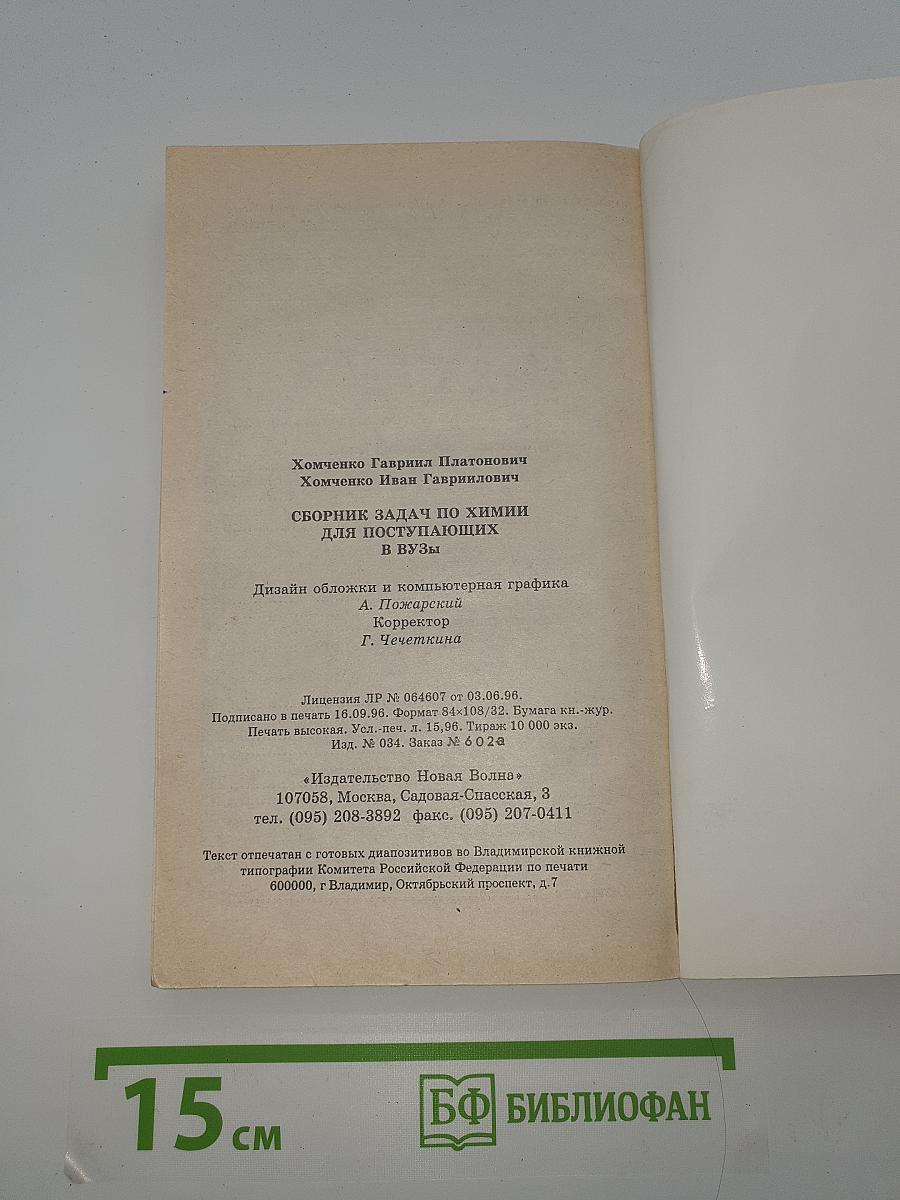 Хомченко Гавриил Платонович
Хомченко Иван Гавриилович
СБОРНИК ЗАДАЧ ПО ХИМИИ
ДЛЯ ПОСТУПАЮЩИХ
В ВУЗы
Дизайн обложки и компьютерная графика
А. Пожарский
Корректор
Г. Чечеткина
Лицензия ЛР № 064607 от 03.06.96.
Подписано в печать 16.09.96. Формат 84×108/32. Бумага кн.-жур.
Печать высокая. Усл.-печ. л. 15,96. Тираж 10 000 экз.
Изд. № 034. Заказ №
«Издательство Новая Волна»
107058, Москва, Садовая-Спасская, 3
тел. (095) 208-3892 факс. (095) 207-0411
Текст отпечатан с готовых диапозитивов во Владимирской книжной
типографии Комитета Российской Федерации по печати
600000, г Владимир, Октябрьский проспект, д.7
15 см
БФ БИБЛИОФАН